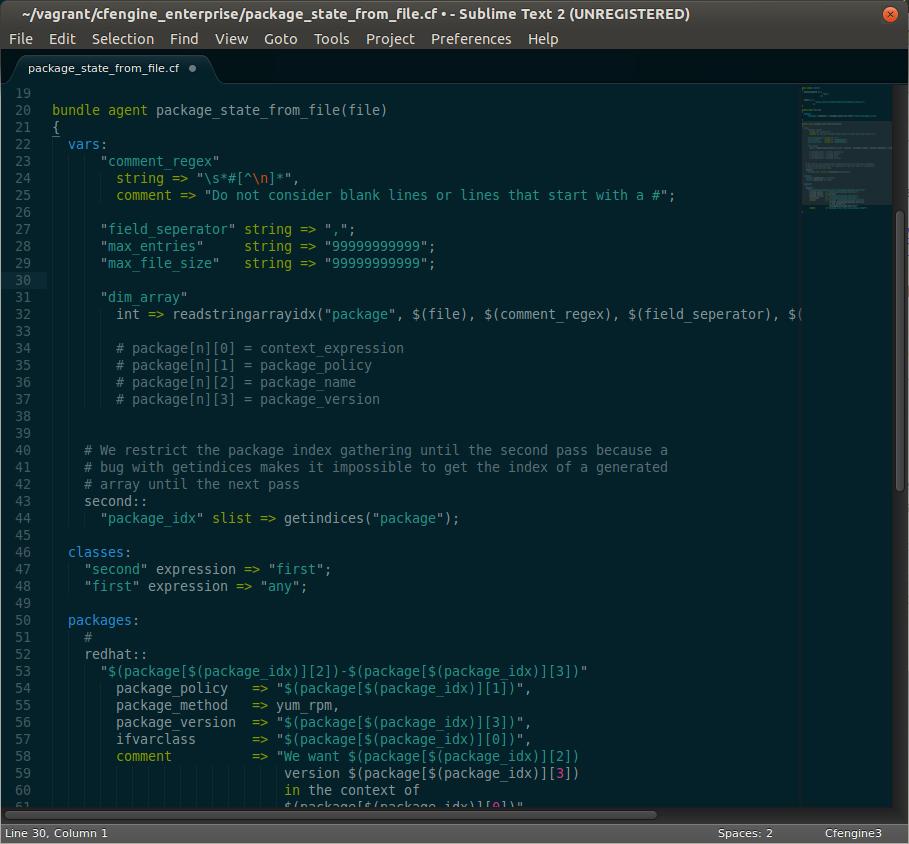 ~/vagrant/cfengine_enterprise/package_state_from_file.cf • - Sublime Text 2 (UNREGISTERED)
File Edit Selection Find View Goto Tools Project Preferences Help
package_state_from_file.cf
19
20 bundle agent package_state_from_file(file)
21 {
22   vars:
23       "comment_regex"
24         string => "\s*#[^\n]*",
25         comment => "Do not consider blank lines or lines that start with a #";
26
27       "field_seperator" string => ",";
28       "max_entries"     string => "99999999999";
29       "max_file_size"   string => "99999999999";
30
31       "dim_array"
32         int => readstringarrayidx("package", $(file), $(comment_regex), $(field_seperator), $(
33
34         # package[n][0] = context_expression
35         # package[n][1] = package_policy
36         # package[n][2] = package_name
37         # package[n][3] = package_version
38
39
40     # We restrict the package index gathering until the second pass because a
41     # bug with getindices makes it impossible to get the index of a generated
42     # array until the next pass
43     second::
44       "package_idx" slist => getindices("package");
45
46   classes:
47     "second" expression => "first";
48     "first" expression => "any";
49
50   packages:
51     #
52     redhat::
53       "$(package[$(package_idx)][2])-$(package[$(package_idx)][3])"
54         package_policy   => "$(package[$(package_idx)][1])",
55         package_method   => yum_rpm,
56         package_version  => "$(package[$(package_idx)][3])",
57         ifvarclass       => "$(package[$(package_idx)][0])",
58         comment          => "We want $(package[$(package_idx)][2])
59                              version $(package[$(package_idx)][3])
60                              in the context of
61                              $(package[$(package_idx)][0])"
Line 30, Column 1 Spaces: 2 Cfengine3